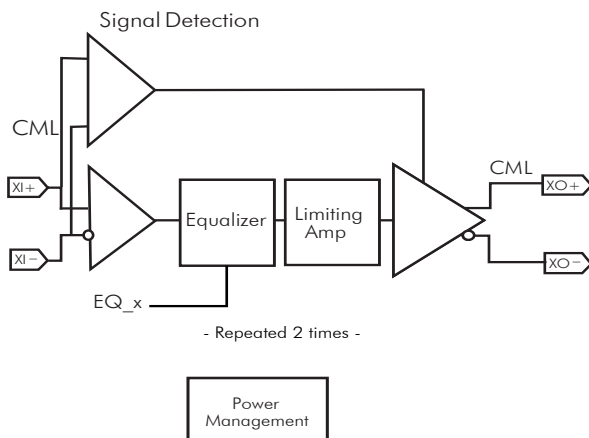 Signal Detection
CML
XI+
XI−
Equalizer
Limiting
Amp
CML
XO+
XO−
EQ_x
- Repeated 2 times -
Power
Management